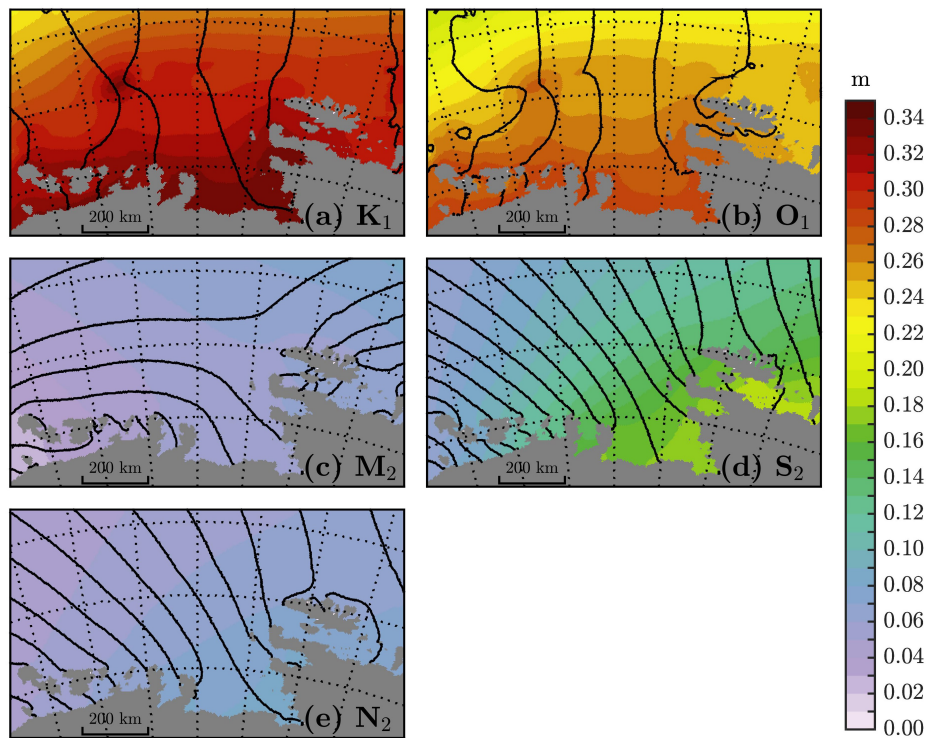 m
200 km
(a) K₁
200 km
(b) O₁
200 km
(c) M₂
200 km
(d) S₂
200 km
(e) N₂
0.34
0.32
0.30
0.28
0.26
0.24
0.22
0.20
0.18
0.16
0.14
0.12
0.10
0.08
0.06
0.04
0.02
0.00